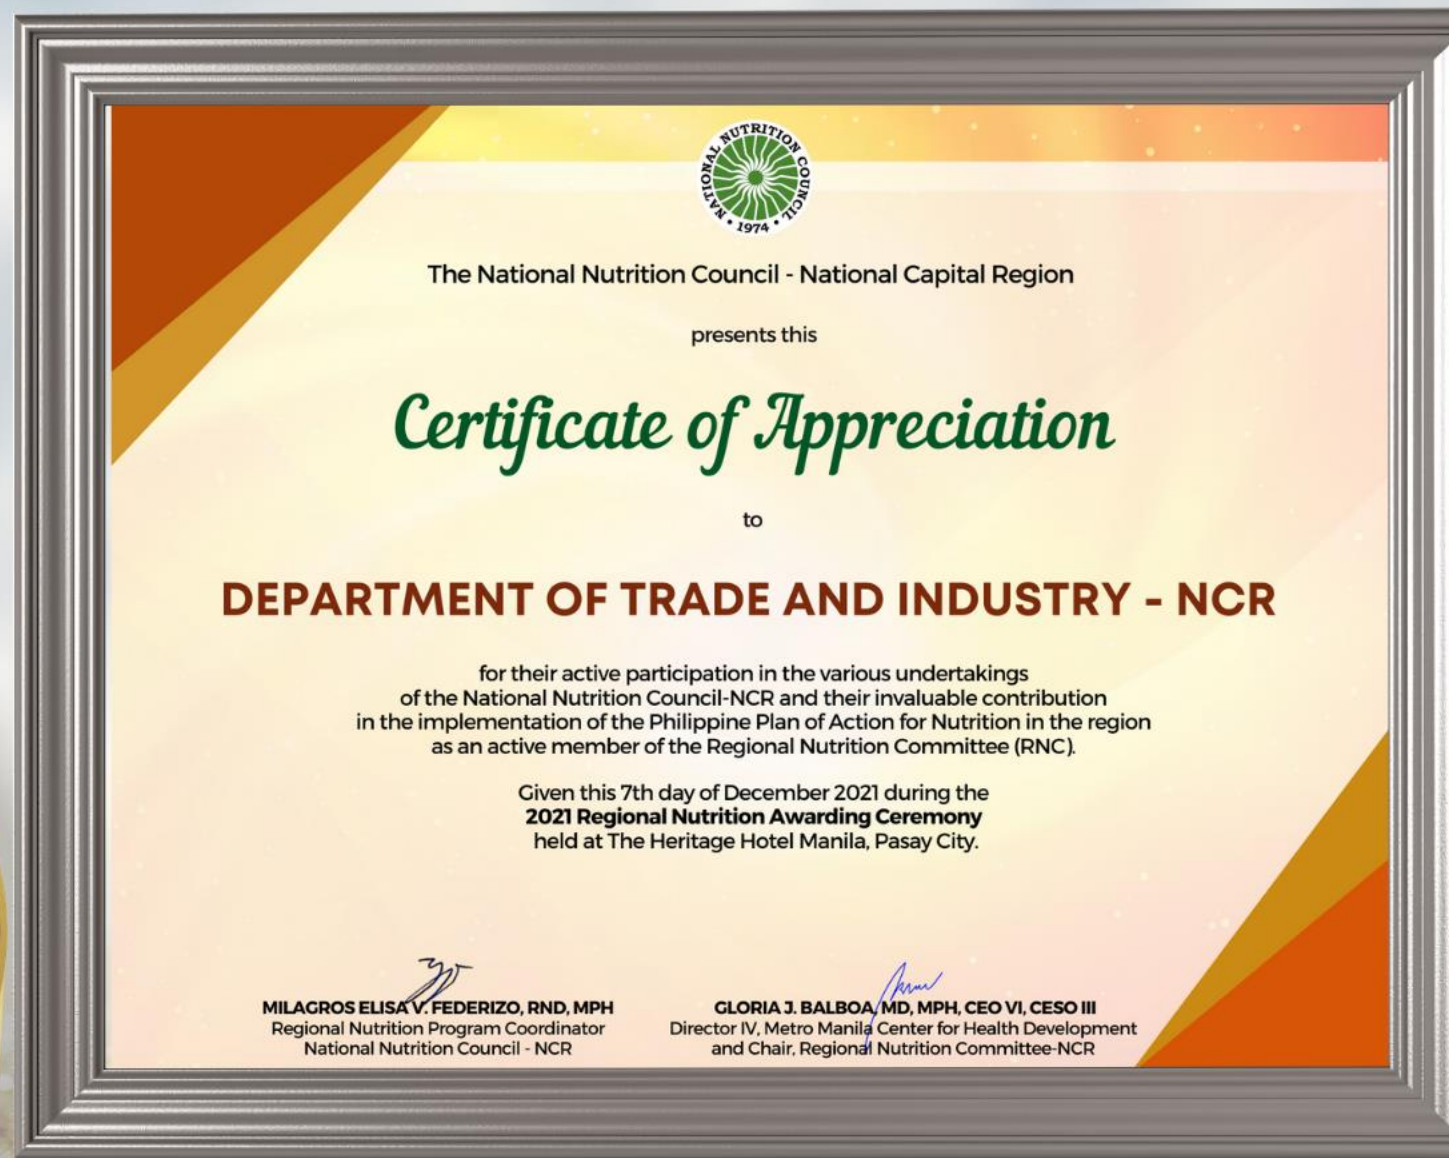 NATIONAL NUTRITION COUNCIL
• 1974 •
The National Nutrition Council - National Capital Region
presents this
Certificate of Appreciation
to
DEPARTMENT OF TRADE AND INDUSTRY - NCR
for their active participation in the various undertakings
of the National Nutrition Council-NCR and their invaluable contribution
in the implementation of the Philippine Plan of Action for Nutrition in the region
as an active member of the Regional Nutrition Committee (RNC).
Given this 7th day of December 2021 during the
2021 Regional Nutrition Awarding Ceremony
held at The Heritage Hotel Manila, Pasay City.
MILAGROS ELISA V. FEDERIZO, RND, MPH
Regional Nutrition Program Coordinator
National Nutrition Council - NCR
GLORIA J. BALBOA, MD, MPH, CEO VI, CESO III
Director IV, Metro Manila Center for Health Development
and Chair, Regional Nutrition Committee-NCR